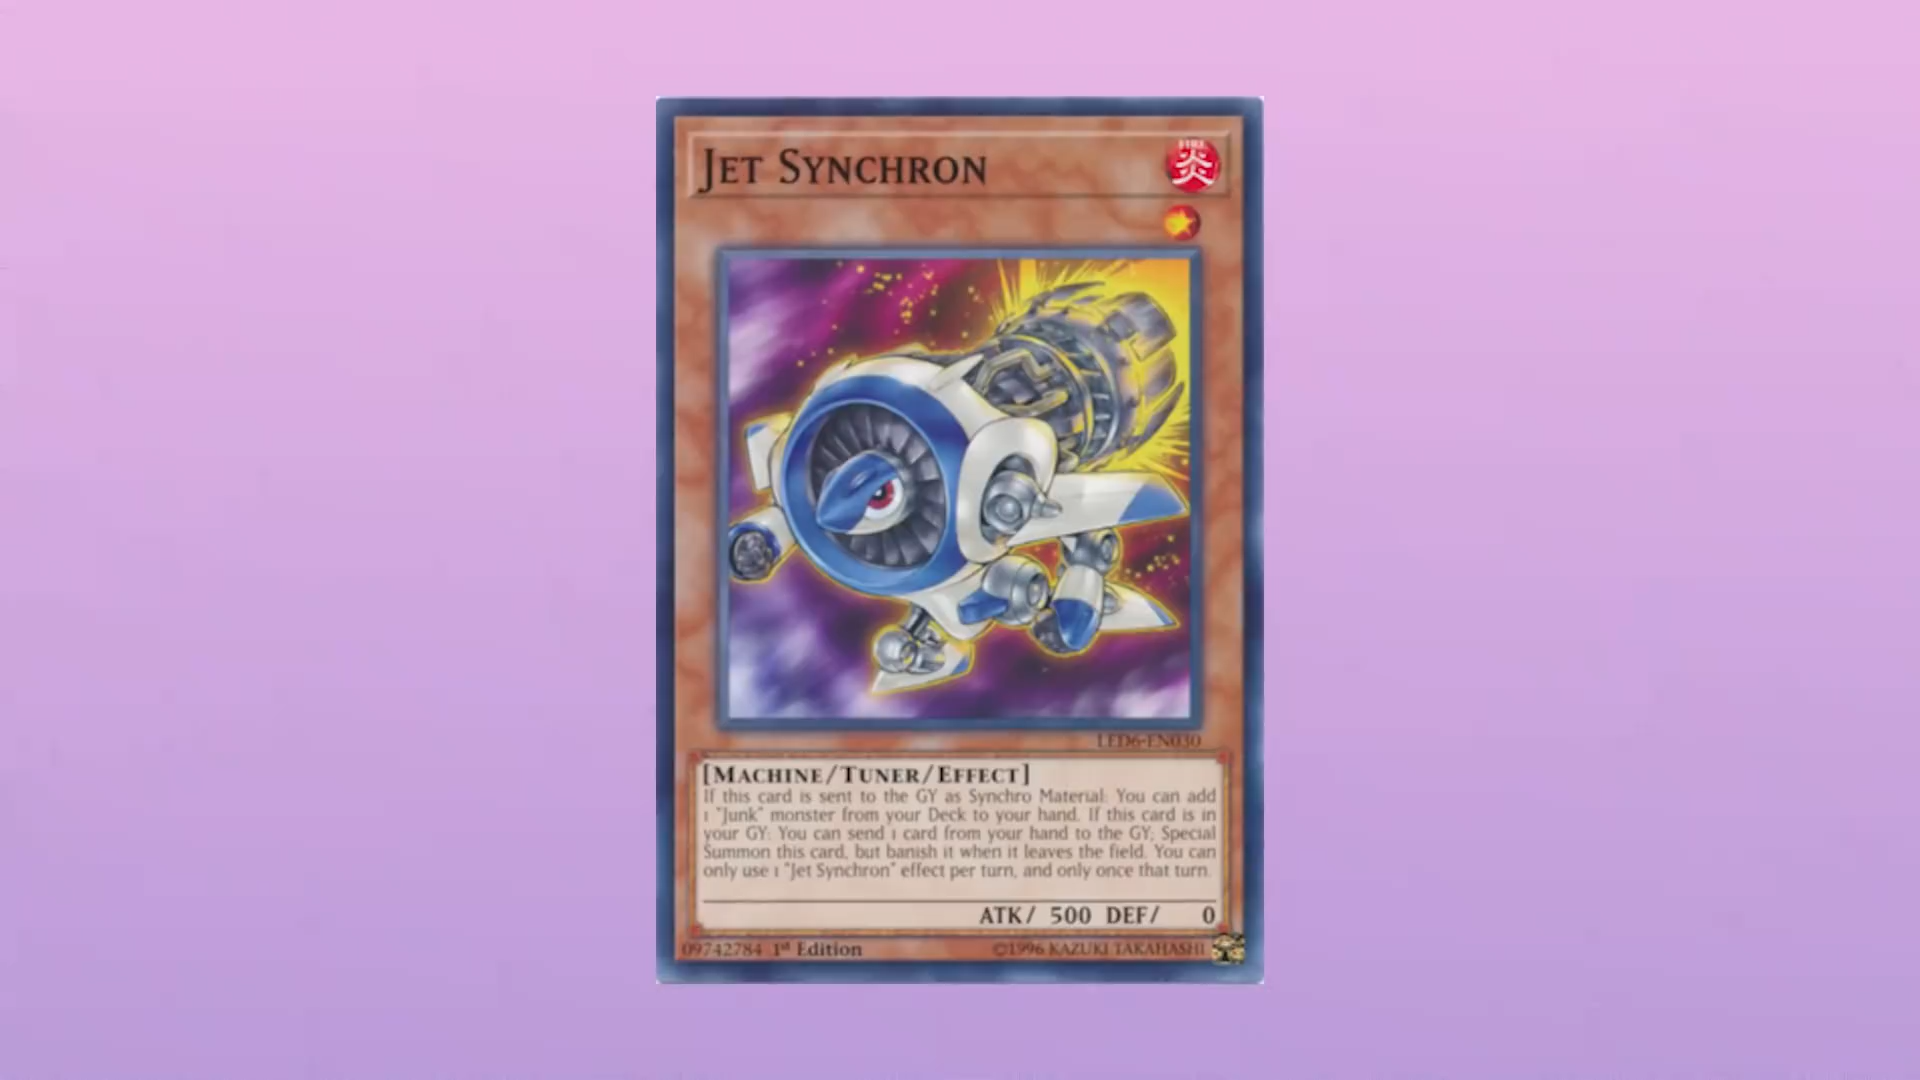 JET SYNCHRON
FIRE
炎
LED6-EN030
[MACHINE/TUNER/EFFECT]
If this card is sent to the GY as Synchro Material: You can add
1 "Junk" monster from your Deck to your hand. If this card is in
your GY: You can send 1 card from your hand to the GY; Special
Summon this card, but banish it when it leaves the field. You can
only use 1 "Jet Synchron" effect per turn, and only once that turn.
ATK/ 500 DEF/ 0
09742784 1st Edition ©1996 KAZUKI TAKAHASHI